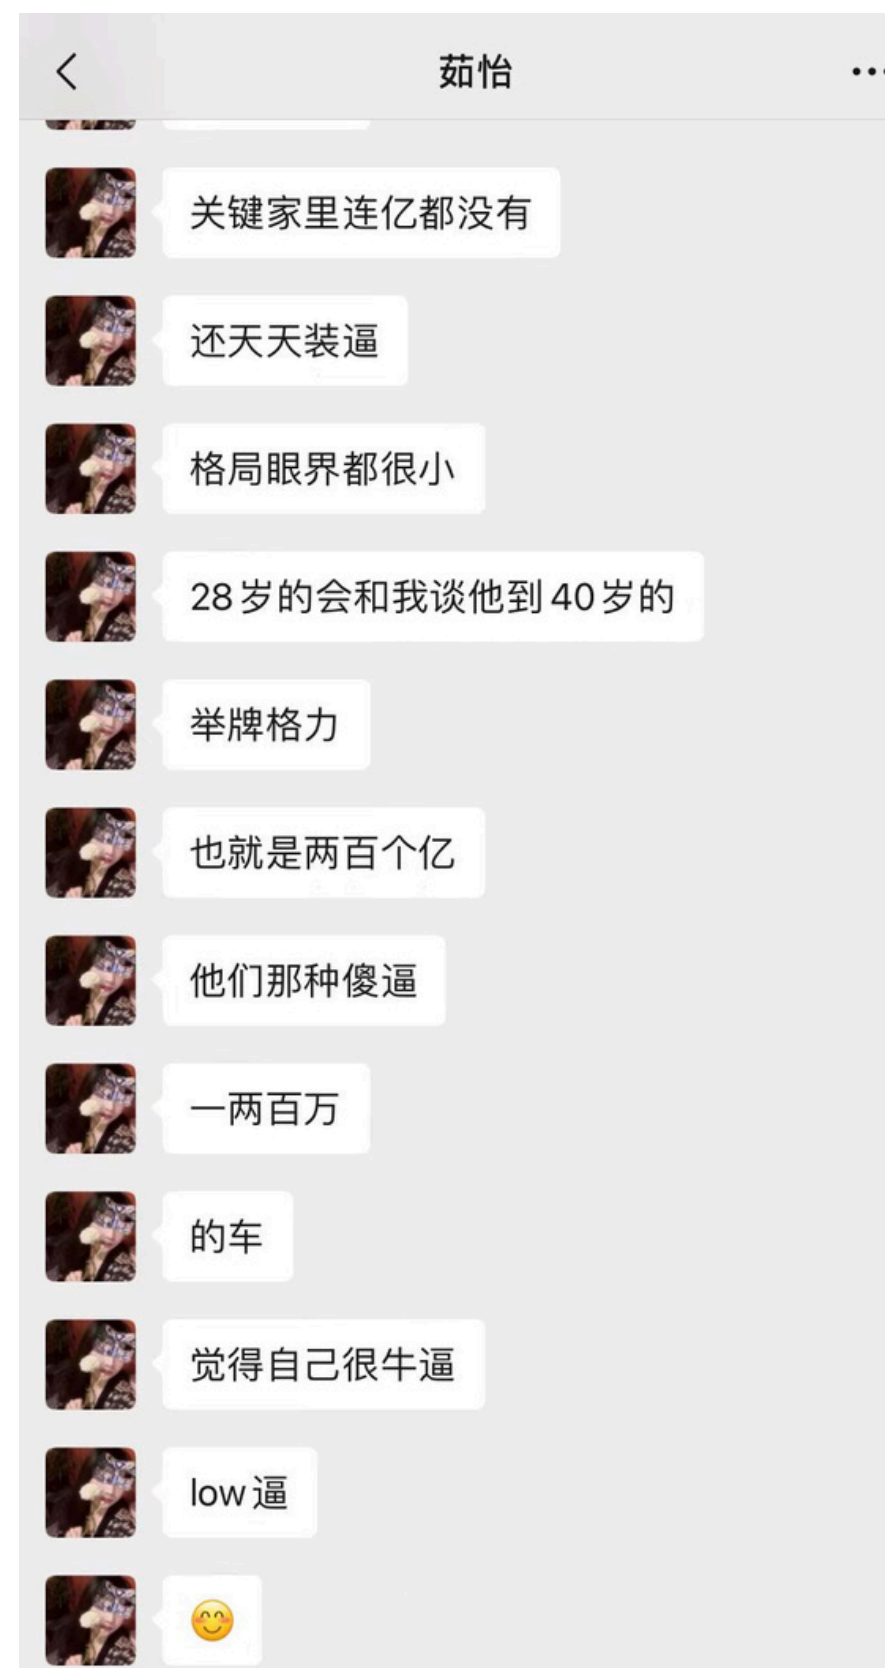 茹怡
关键家里连亿都没有
还天天装逼
格局眼界都很小
28岁的会和我谈他到40岁的
举牌格力
也就是两百个亿
他们那种傻逼
一两百万
的车
觉得自己很牛逼
low逼
😊